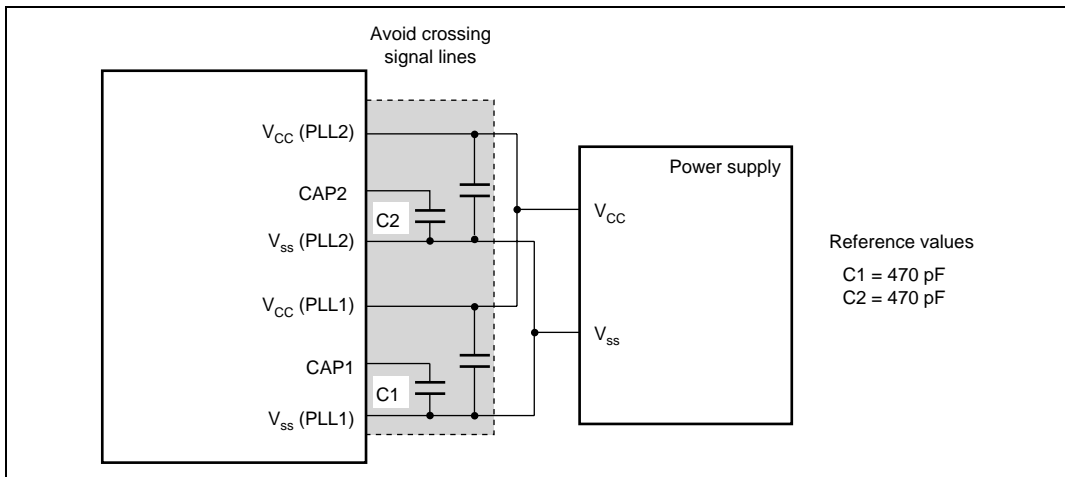 Avoid crossing
signal lines
VCC (PLL2)
CAP2
C2
Vss (PLL2)
VCC (PLL1)
CAP1
C1
Vss (PLL1)
Power supply
VCC
Vss
Reference values
C1 = 470 pF
C2 = 470 pF